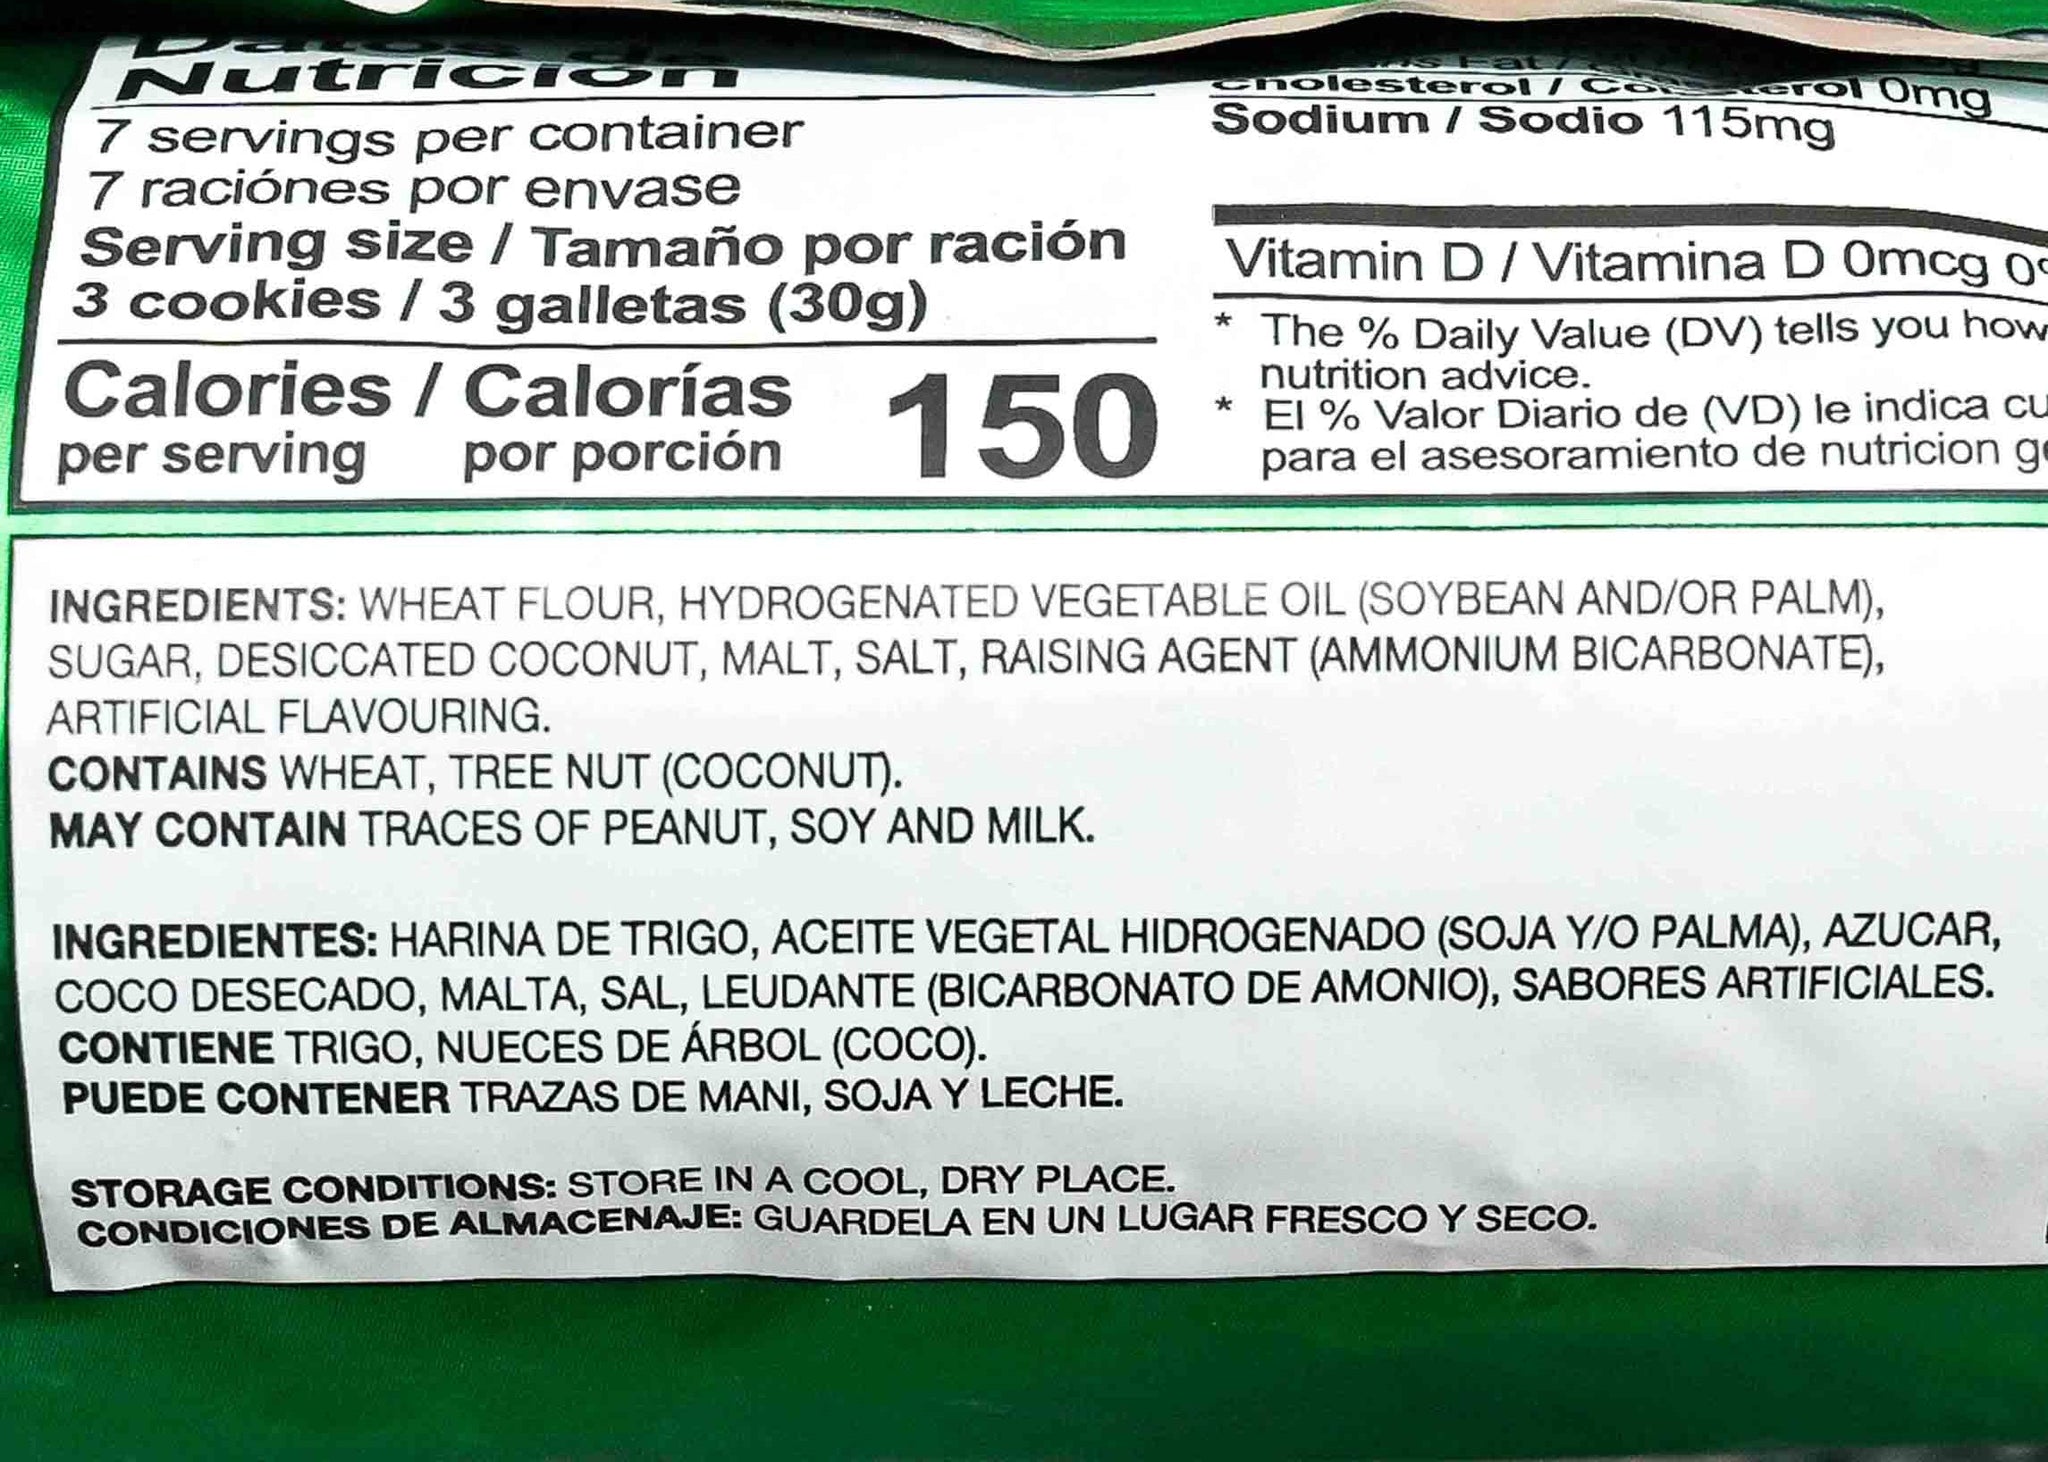 Datos de
Nutrición
7 servings per container
7 raciónes por envase
Serving size / Tamaño por ración
3 cookies / 3 galletas (30g)
Calories / Calorías 150
per serving por porción
Fat /
Cholesterol / 0mg
Sodium / Sodio 115mg
Vitamin D / Vitamina D 0mcg
* The % Daily Value (DV) tells you how
nutrition advice.
* El % Valor Diario de (VD) le indica
para el asesoramiento de nutricion
INGREDIENTS: WHEAT FLOUR, HYDROGENATED VEGETABLE OIL (SOYBEAN AND/OR PALM),
SUGAR, DESICCATED COCONUT, MALT, SALT, RAISING AGENT (AMMONIUM BICARBONATE),
ARTIFICIAL FLAVOURING.
CONTAINS WHEAT, TREE NUT (COCONUT).
MAY CONTAIN TRACES OF PEANUT, SOY AND MILK.
INGREDIENTES: HARINA DE TRIGO, ACEITE VEGETAL HIDROGENADO (SOJA Y/O PALMA), AZUCAR,
COCO DESECADO, MALTA, SAL, LEUDANTE (BICARBONATO DE AMONIO), SABORES ARTIFICIALES.
CONTIENE TRIGO, NUECES DE ÁRBOL (COCO).
PUEDE CONTENER TRAZAS DE MANI, SOJA Y LECHE.
STORAGE CONDITIONS: STORE IN A COOL, DRY PLACE.
CONDICIONES DE ALMACENAJE: GUARDELA EN UN LUGAR FRESCO Y SECO.